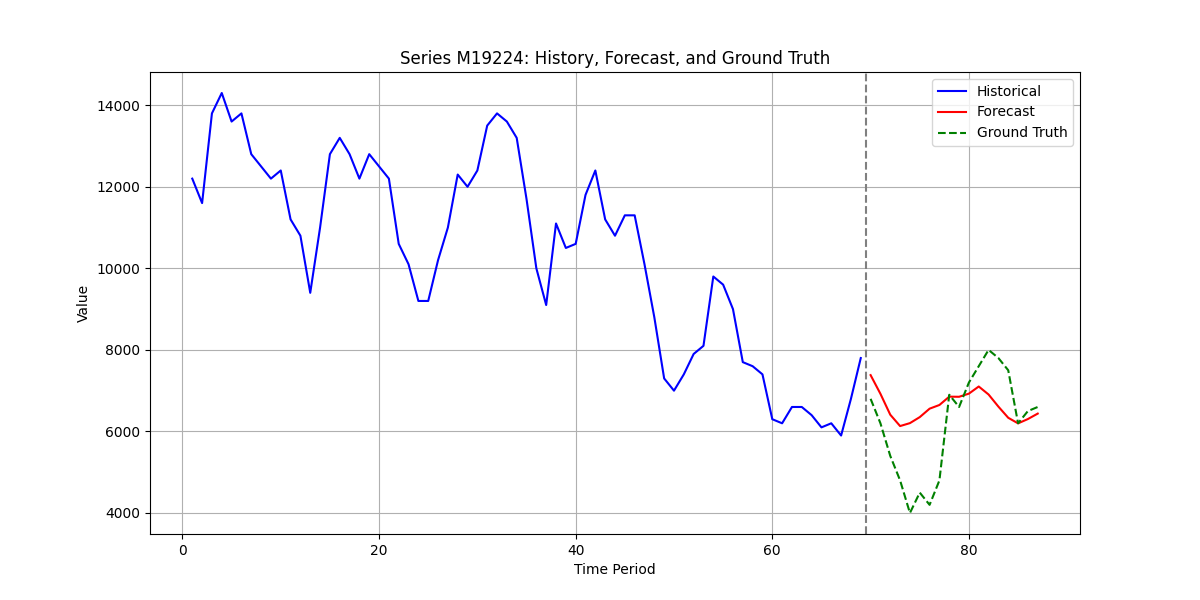 Series M19224: History, Forecast, and Ground Truth
Historical
Forecast
Ground Truth
14000
12000
10000
8000
6000
4000
Value
0
20
40
60
80
Time Period